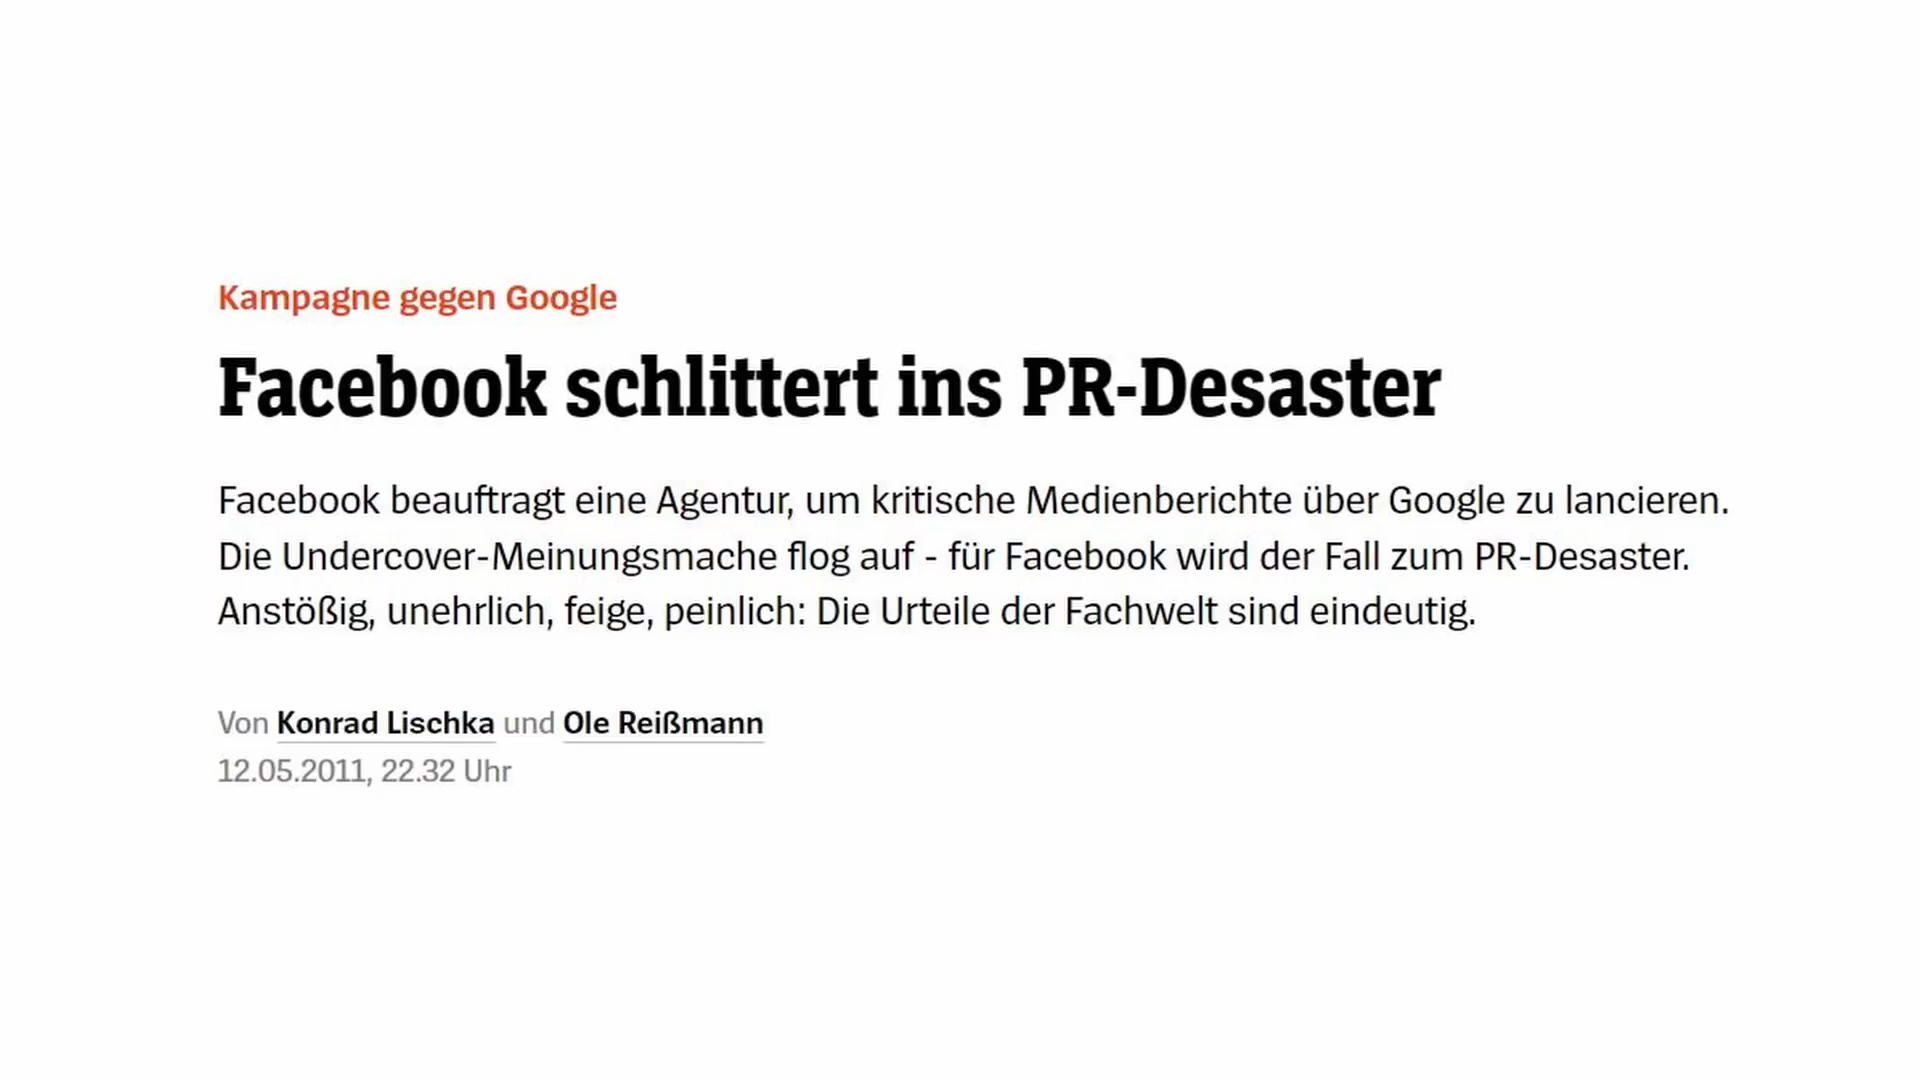 Kampagne gegen Google
Facebook schlittert ins PR-Desaster
Facebook beauftragt eine Agentur, um kritische Medienberichte über Google zu lancieren.
Die Undercover-Meinungsmache flog auf - für Facebook wird der Fall zum PR-Desaster.
Anstößig, unehrlich, feige, peinlich: Die Urteile der Fachwelt sind eindeutig.
Von Konrad Lischka und Ole Reißmann
12.05.2011, 22.32 Uhr